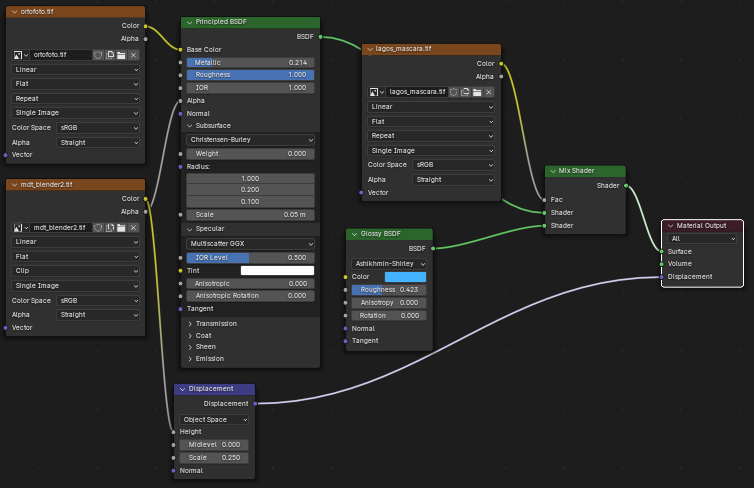 ortofoto.tif
Color
Alpha
ortofoto.tif
Linear
Flat
Repeat
Single Image
Color Space sRGB
Alpha Straight
Vector
mdt_blender2.tif
Color
Alpha
mdt_blender2.tif
Linear
Flat
Clip
Single Image
Color Space sRGB
Alpha Straight
Vector
Principled BSDF
BSDF
Base Color
Metallic 0.214
Roughness 1.000
IOR 1.000
Alpha
Normal
Subsurface
Christensen-Burley
Weight 0.000
Radius:
1.000
0.200
0.100
Scale 0.05 m
Specular
Multiscatter GGX
IOR Level 0.500
Tint
Anisotropic 0.000
Anisotropic Rotation 0.000
Tangent
Transmission
Coat
Sheen
Emission
Displacement
Displacement
Object Space
Height
Midlevel 0.000
Scale 0.250
Normal
lagos_mascara.tif
Color
Alpha
lagos_mascara.tif
Linear
Flat
Repeat
Single Image
Color Space sRGB
Alpha Straight
Vector
Glossy BSDF
BSDF
Ashikhmin-Shirley
Color
Roughness 0.423
Anisotropy 0.000
Rotation 0.000
Normal
Tangent
Mix Shader
Shader
Fac
Shader
Shader
Material Output
All
Surface
Volume
Displacement